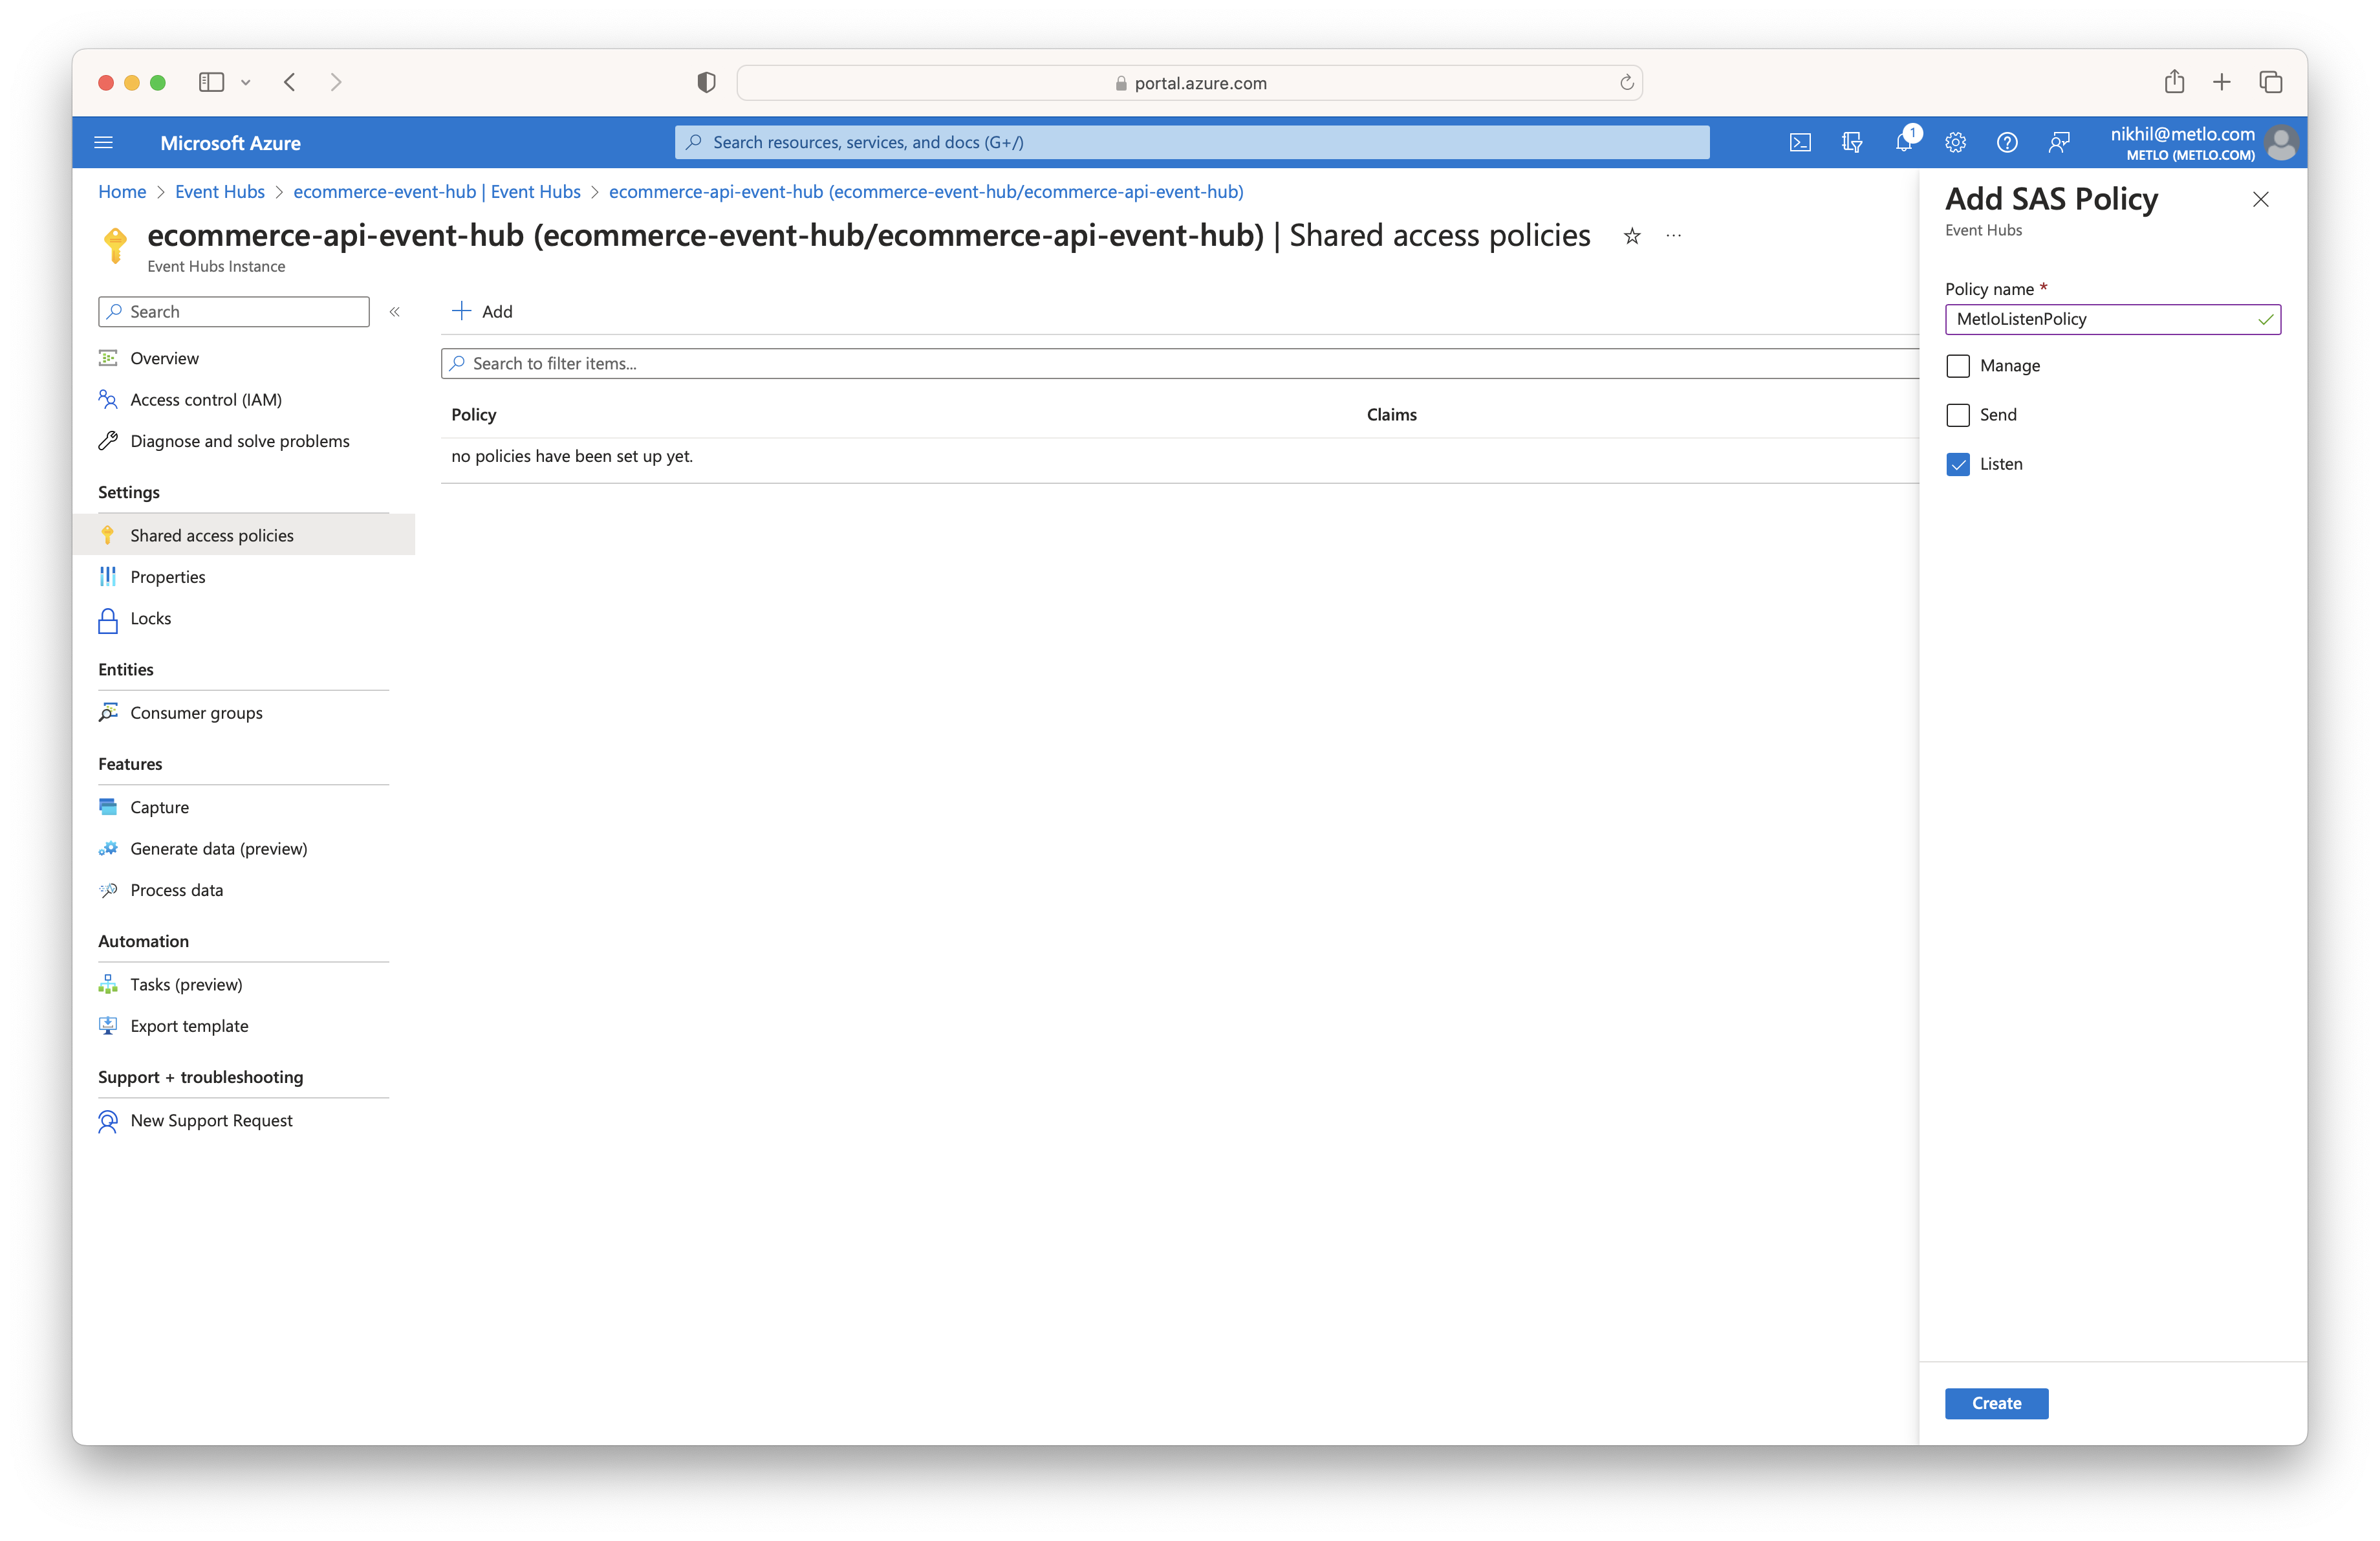 portal.azure.com
Microsoft Azure
Search resources, services, and docs (G+/)
1
nikhil@metlo.com
METLO (METLO.COM)
Home > Event Hubs > ecommerce-event-hub | Event Hubs > ecommerce-api-event-hub (ecommerce-event-hub/ecommerce-api-event-hub)
ecommerce-api-event-hub (ecommerce-event-hub/ecommerce-api-event-hub) | Shared access policies
Event Hubs Instance
Search
Overview
Access control (IAM)
Diagnose and solve problems
Settings
Shared access policies
Properties
Locks
Entities
Consumer groups
Features
Capture
Generate data (preview)
Process data
Automation
Tasks (preview)
Export template
Support + troubleshooting
New Support Request
Add
Search to filter items...
Policy Claims
no policies have been set up yet.
Add SAS Policy
Event Hubs
Policy name *
MetloListenPolicy
Manage
Send
Listen
Create